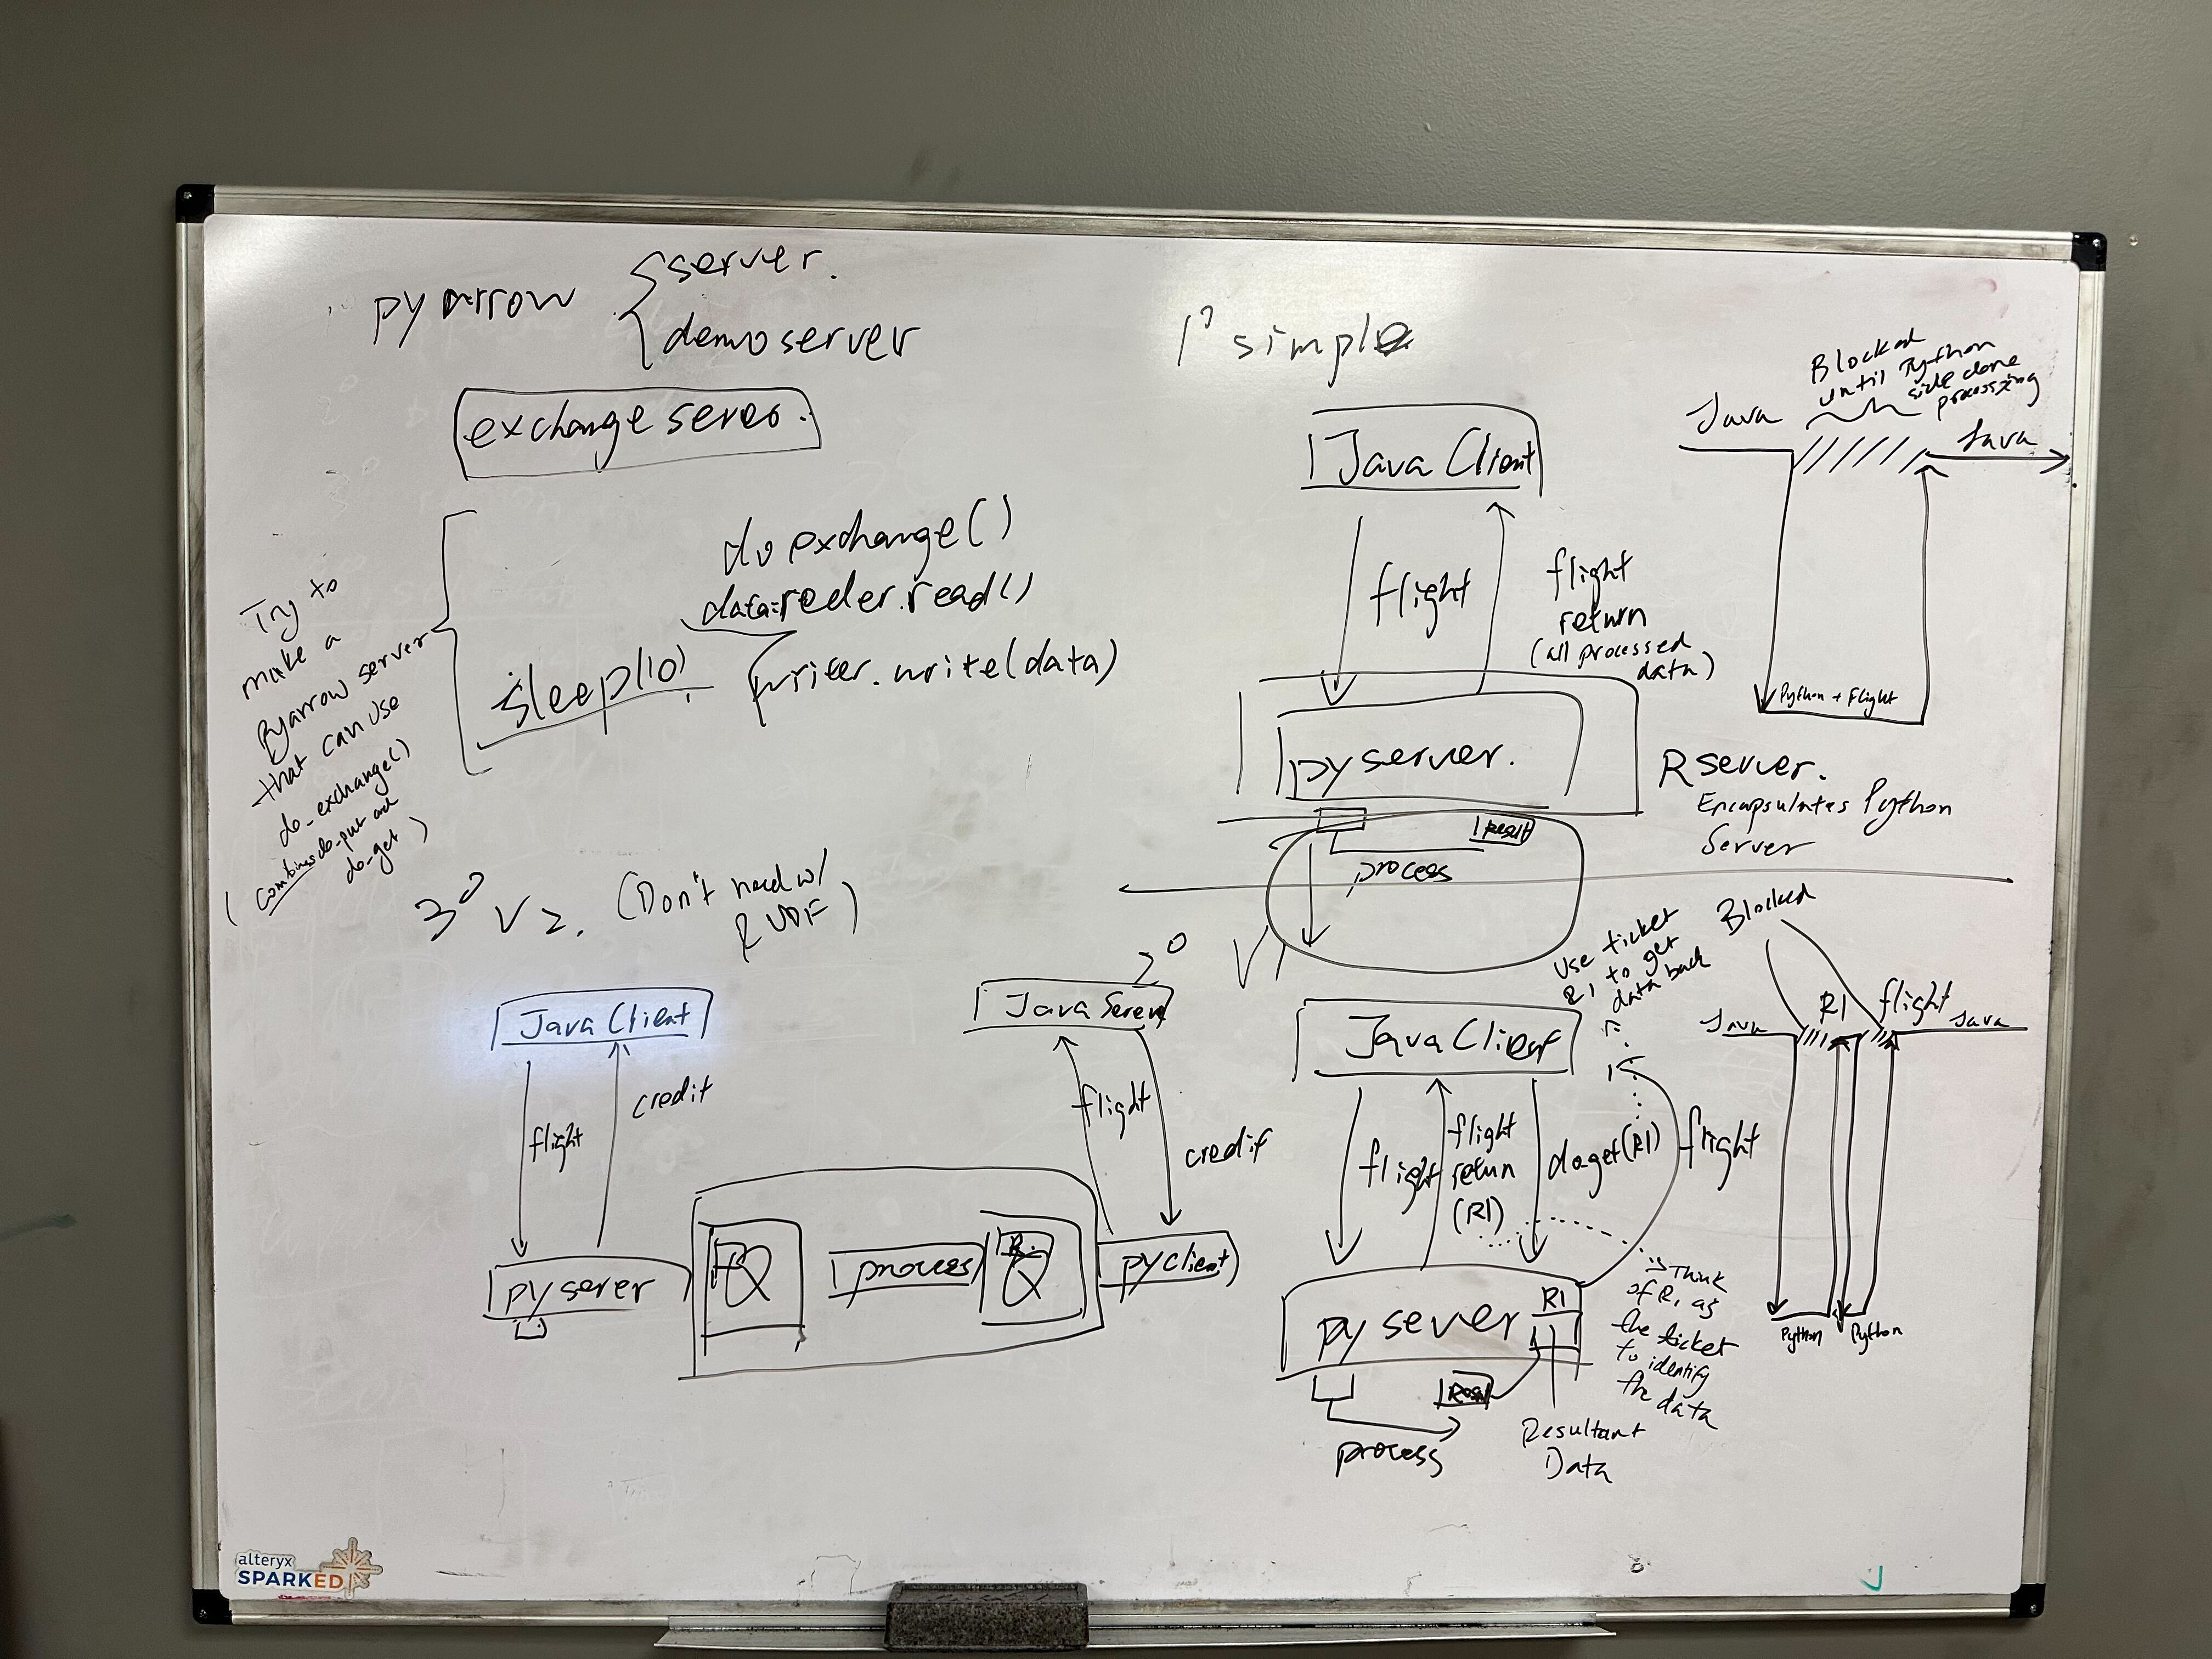 pyarrow
server.
demoserver
exchange server.
do exchange()
data=reder.read()
sleep(10)
writer.write(data)
Try to
make a
Pyarrow server
that can use
do_exchange()
(combines do_put and
do_get)
1° simple
Java Client
flight
flight
return
(all processed
data)
py server.
R server.
Encapsulates Python
Server
result
process
Java
Blocked
until Python
side done
processing
Java
Python + Flight
3° V2. (Don't need w/
R UDF)
Java Client
flight
credit
py server
Q
process
Q
py client
Java Server
flight
credit
2°
V1
Java Client
flight
flight
return
(R1)
doget(R1)
flight
py sever
R1
process
Resultant
Data
Use ticket
R1 to get
data back
Think
of R1 as
the ticket
to identify
the data
Blocked
Java
R1
flight
Java
Python
Python
alteryx
SPARKED